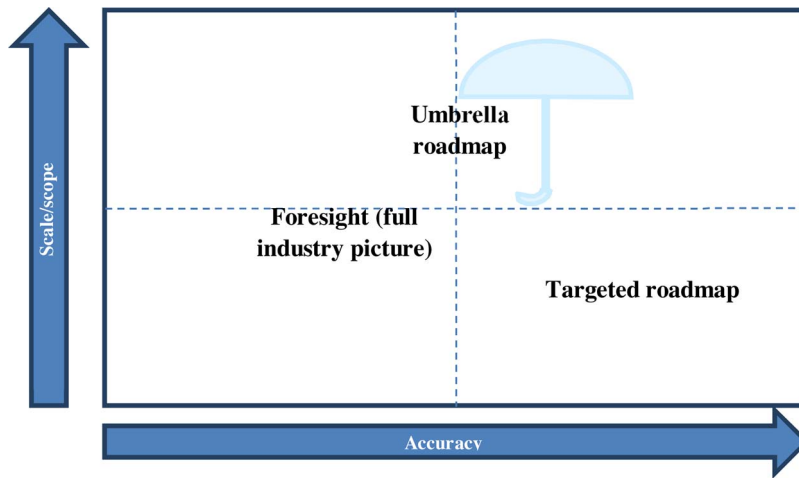 Umbrella
roadmap
Scale/scope
Foresight (full
industry picture)
Targeted roadmap
Accuracy